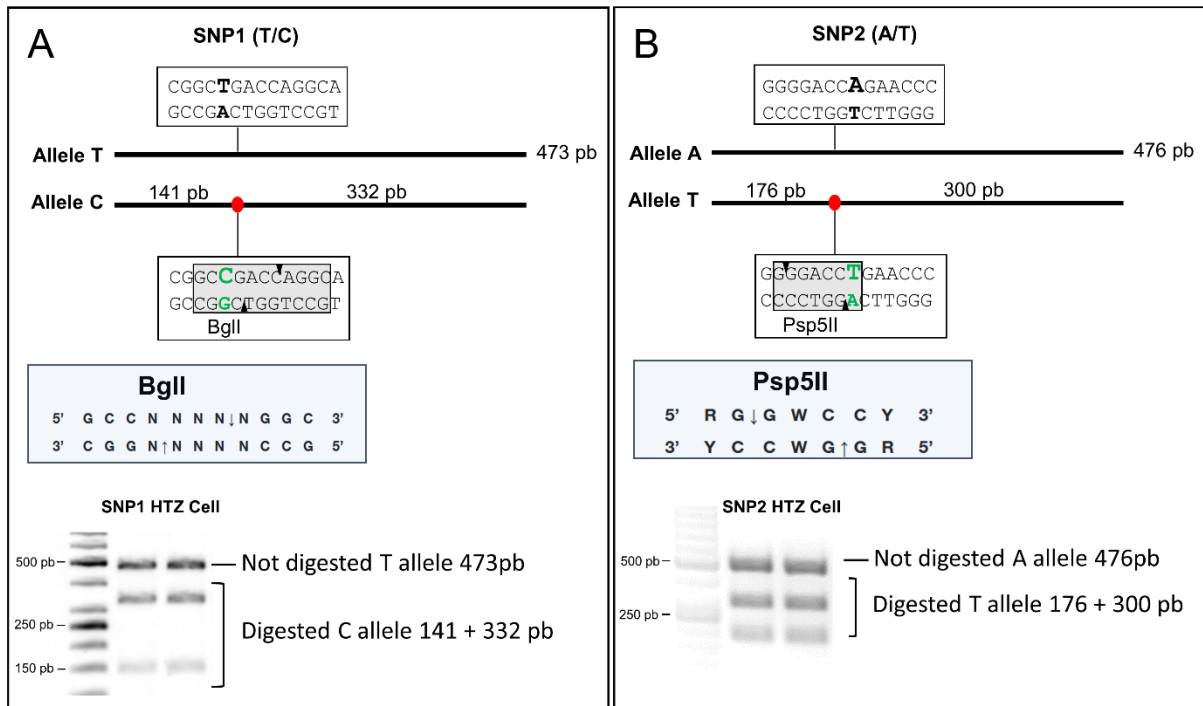 A
SNP1 (T/C)
CGGCTGACCAGGCA
GCCGACTGGTCCGT
Allele T
473 pb
141 pb
332 pb
Allele C
CGGCCGACCAGGCA
GCCGGCTGGTCCGT
BglI
BglI
5' G C C N N N N↓N G G C 3'
3' C G G N↑N N N N C C G 5'
SNP1 HTZ Cell
500 pb
Not digested T allele 473pb
250 pb
Digested C allele 141 + 332 pb
150 pb
B
SNP2 (A/T)
GGGGACCAGAACCC
CCCCTGGTCTTGGG
Allele A
476 pb
176 pb
300 pb
Allele T
GGGGACCTGAACCC
CCCCTGGACTTGGG
Psp5II
Psp5II
5' R G↓G W C C Y 3'
3' Y C C W G↑G R 5'
SNP2 HTZ Cell
500 pb
Not digested A allele 476pb
250 pb
Digested T allele 176 + 300 pb